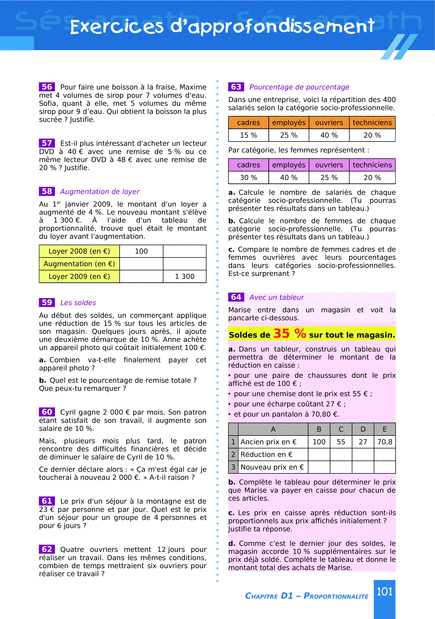 Exercices d'approfondissement
56 Pour faire une boisson à la fraise, Maxime
met 4 volumes de sirop pour 7 volumes d'eau.
Sofia, quant à elle, met 5 volumes du même
sirop pour 9 d'eau. Qui obtient la boisson la plus
sucrée ? Justifie.
57 Est-il plus intéressant d'acheter un lecteur
DVD à 40 € avec une remise de 5 % ou ce
même lecteur DVD à 48 € avec une remise de
20 % ? Justifie.
58 Augmentation de loyer
Au 1er janvier 2009, le montant d'un loyer a
augmenté de 4 %. Le nouveau montant s'élève
à 1 300 €. À l'aide d'un tableau de
proportionnalité, trouve quel était le montant
du loyer avant l'augmentation.
Loyer 2008 (en €) 100
Augmentation (en €)
Loyer 2009 (en €) 1 300
59 Les soldes
Au début des soldes, un commerçant applique
une réduction de 15 % sur tous les articles de
son magasin. Quelques jours après, il ajoute
une deuxième démarque de 10 %. Anne achète
un appareil photo qui coûtait initialement 100 €.
a. Combien va-t-elle finalement payer cet
appareil photo ?
b. Quel est le pourcentage de remise totale ?
Que peux-tu remarquer ?
60 Cyril gagne 2 000 € par mois. Son patron
étant satisfait de son travail, il augmente son
salaire de 10 %.
Mais, plusieurs mois plus tard, le patron
rencontre des difficultés financières et décide
de diminuer le salaire de Cyril de 10 %.
Ce dernier déclare alors : « Ça m'est égal car je
toucherai à nouveau 2 000 €. » A-t-il raison ?
61 Le prix d'un séjour à la montagne est de
23 € par personne et par jour. Quel est le prix
d'un séjour pour un groupe de 4 personnes et
pour 6 jours ?
62 Quatre ouvriers mettent 12 jours pour
réaliser un travail. Dans les mêmes conditions,
combien de temps mettraient six ouvriers pour
réaliser ce travail ?
63 Pourcentage de pourcentage
Dans une entreprise, voici la répartition des 400
salariés selon la catégorie socio-professionnelle.
cadres employés ouvriers techniciens
15 % 25 % 40 % 20 %
Par catégorie, les femmes représentent :
cadres employés ouvriers techniciens
30 % 40 % 25 % 20 %
a. Calcule le nombre de salariés de chaque
catégorie socio-professionnelle. (Tu pourras
présenter tes résultats dans un tableau.)
b. Calcule le nombre de femmes de chaque
catégorie socio-professionnelle. (Tu pourras
présenter tes résultats dans un tableau.)
c. Compare le nombre de femmes cadres et de
femmes ouvrières avec leurs pourcentages
dans leurs catégories socio-professionnelles.
Est-ce surprenant ?
64 Avec un tableur
Marise entre dans un magasin et voit la
pancarte ci-dessous.
Soldes de 35 % sur tout le magasin.
a. Dans un tableur, construis un tableau qui
permettra de déterminer le montant de la
réduction en caisse :
• pour une paire de chaussures dont le prix
affiché est de 100 € ;
• pour une chemise dont le prix est 55 € ;
• pour une écharpe coûtant 27 € ;
• et pour un pantalon à 70,80 €.
A B C D E
1 Ancien prix en € 100 55 27 70,8
2 Réduction en €
3 Nouveau prix en €
b. Complète le tableau pour déterminer le prix
que Marise va payer en caisse pour chacun de
ces articles.
c. Les prix en caisse après réduction sont-ils
proportionnels aux prix affichés initialement ?
Justifie ta réponse.
d. Comme c'est le dernier jour des soldes, le
magasin accorde 10 % supplémentaires sur le
prix déjà soldé. Complète le tableau et donne le
montant total des achats de Marise.
CHAPITRE D1 – PROPORTIONNALITÉ 101